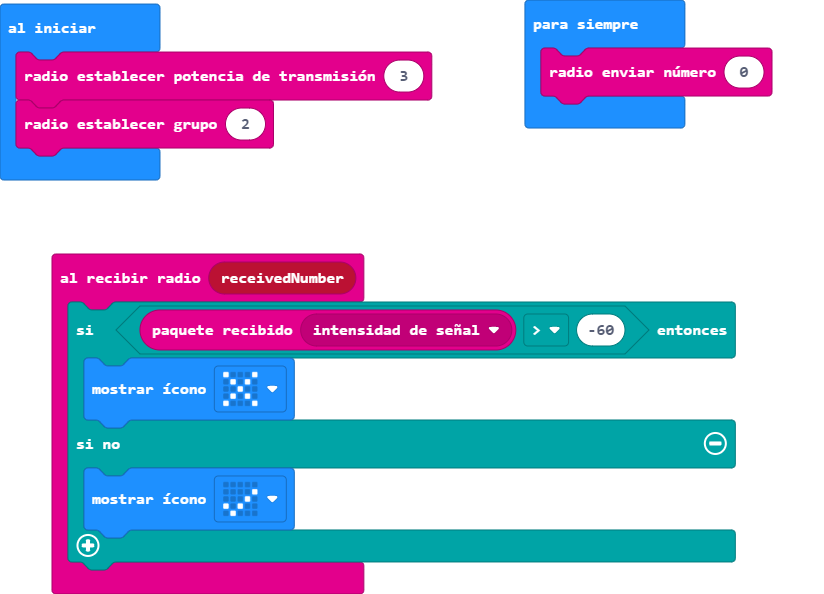 al iniciar
radio establecer potencia de transmisión 3
radio establecer grupo 2
para siempre
radio enviar número 0
al recibir radio receivedNumber
si paquete recibido intensidad de señal > -60 entonces
mostrar ícono
si no
mostrar ícono